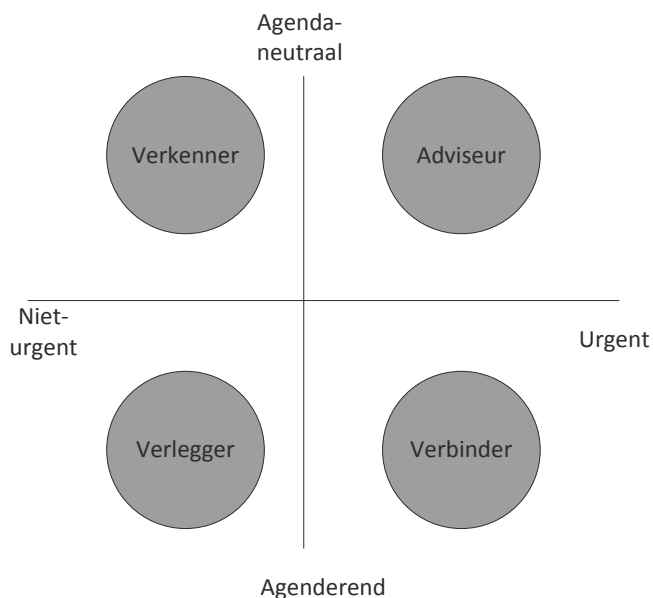 Agenda-
neutraal
Verkenner
Adviseur
Niet-
urgent
Urgent
Verlegger
Verbinder
Agenderend